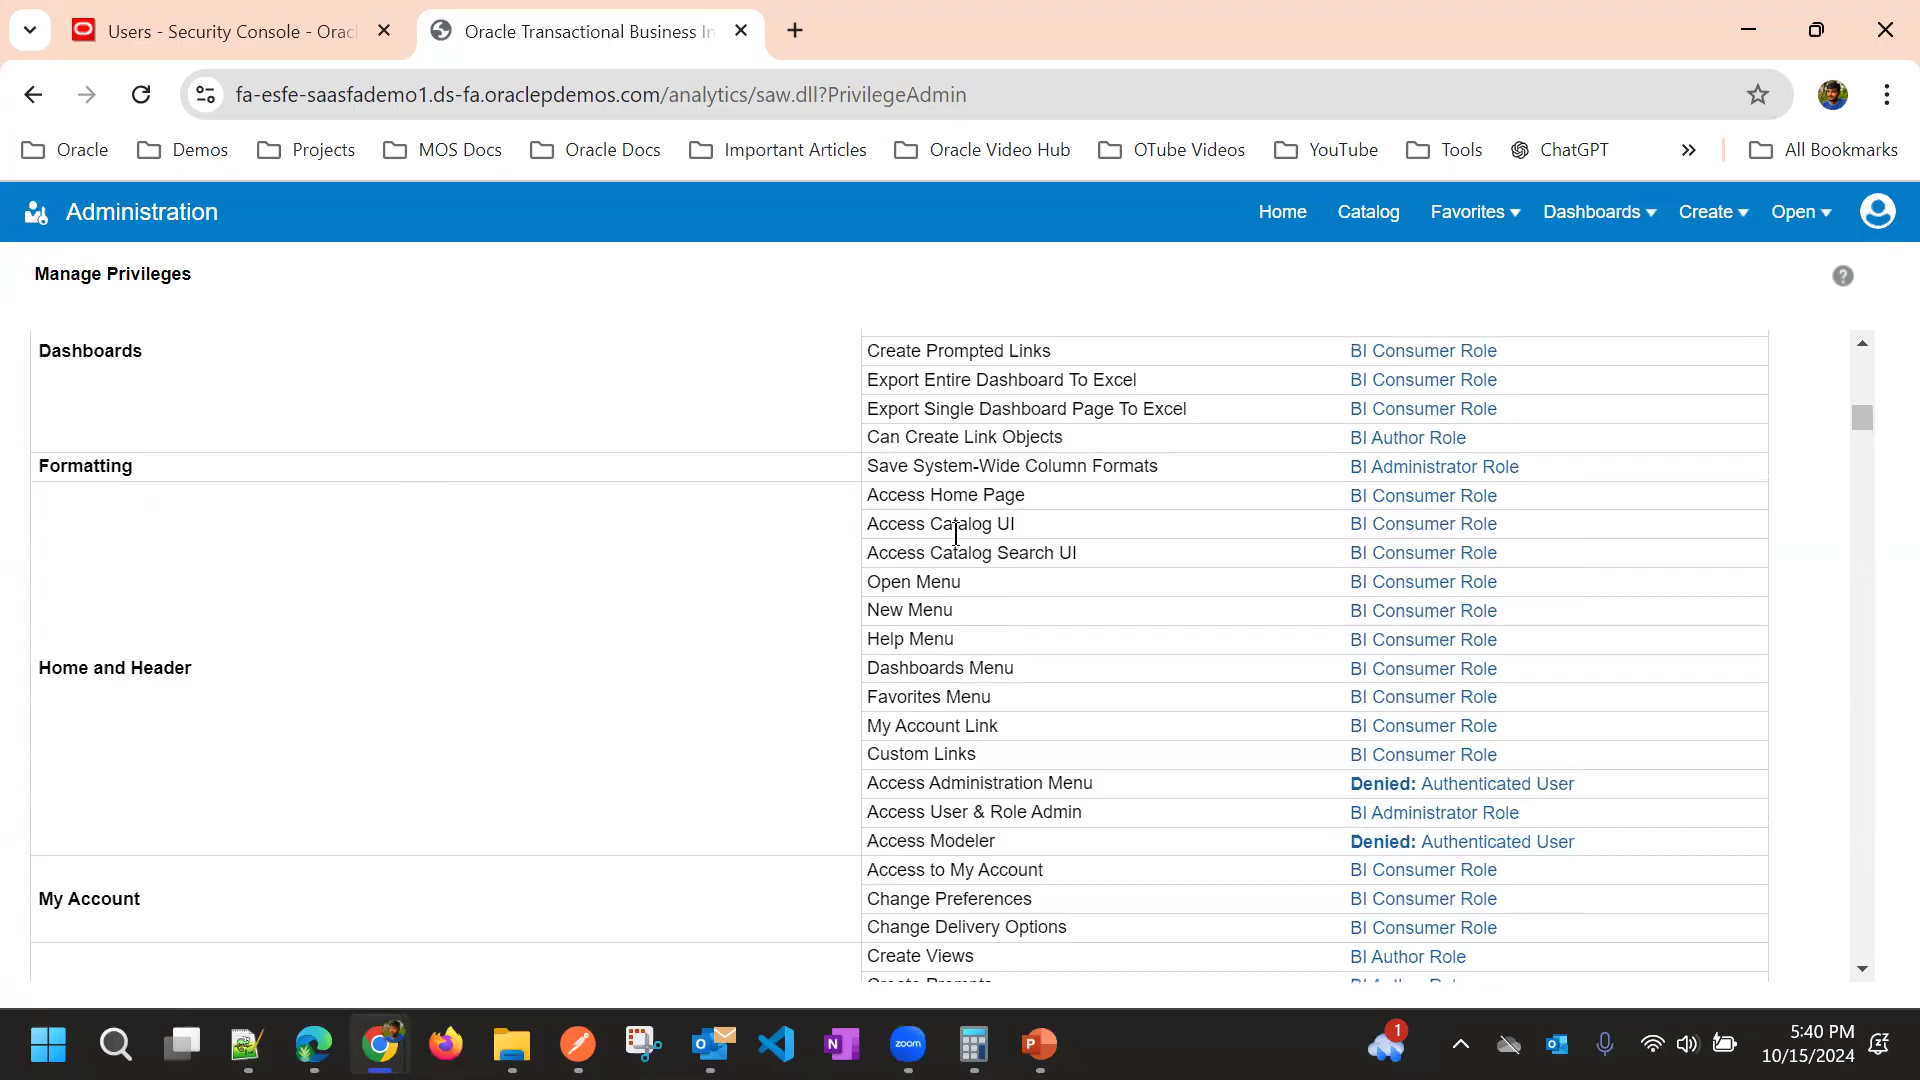 Users - Security Console - Orac
Oracle Transactional Business In
fa-esfe-saasfademo1.ds-fa.oraclepdemos.com/analytics/saw.dll?PrivilegeAdmin
Oracle Demos Projects MOS Docs Oracle Docs Important Articles Oracle Video Hub OTube Videos YouTube Tools ChatGPT » All Bookmarks
Administration Home Catalog Favorites Dashboards Create Open
Manage Privileges
Dashboards Create Prompted Links BI Consumer Role
Export Entire Dashboard To Excel BI Consumer Role
Export Single Dashboard Page To Excel BI Consumer Role
Can Create Link Objects BI Author Role
Formatting Save System-Wide Column Formats BI Administrator Role
Access Home Page BI Consumer Role
Access Catalog UI BI Consumer Role
Access Catalog Search UI BI Consumer Role
Open Menu BI Consumer Role
New Menu BI Consumer Role
Help Menu BI Consumer Role
Home and Header Dashboards Menu BI Consumer Role
Favorites Menu BI Consumer Role
My Account Link BI Consumer Role
Custom Links BI Consumer Role
Access Administration Menu Denied: Authenticated User
Access User & Role Admin BI Administrator Role
Access Modeler Denied: Authenticated User
Access to My Account BI Consumer Role
My Account Change Preferences BI Consumer Role
Change Delivery Options BI Consumer Role
Create Views BI Author Role
zoom
1
5:40 PM
10/15/2024